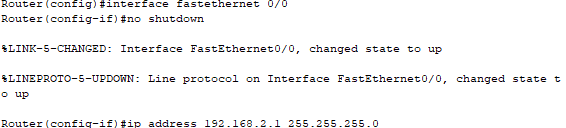 Router(config)#interface fastethernet 0/0
Router(config-if)#no shutdown
%LINK-5-CHANGED: Interface FastEthernet0/0, changed state to up
%LINEPROTO-5-UPDOWN: Line protocol on Interface FastEthernet0/0, changed state t
o up
Router(config-if)#ip address 192.168.2.1 255.255.255.0